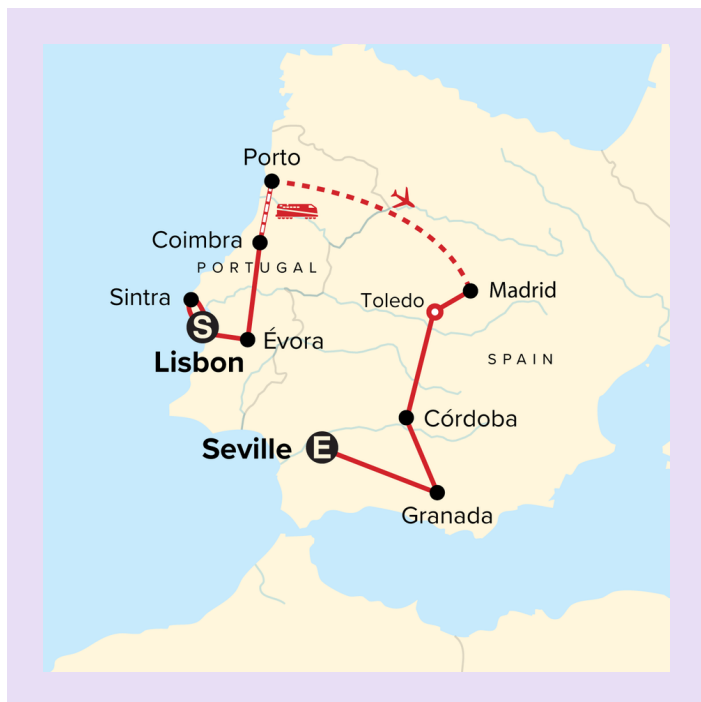 Porto
Coimbra
PORTUGAL
Sintra
S
Lisbon
Évora
Toledo
Madrid
SPAIN
Córdoba
Seville
E
Granada